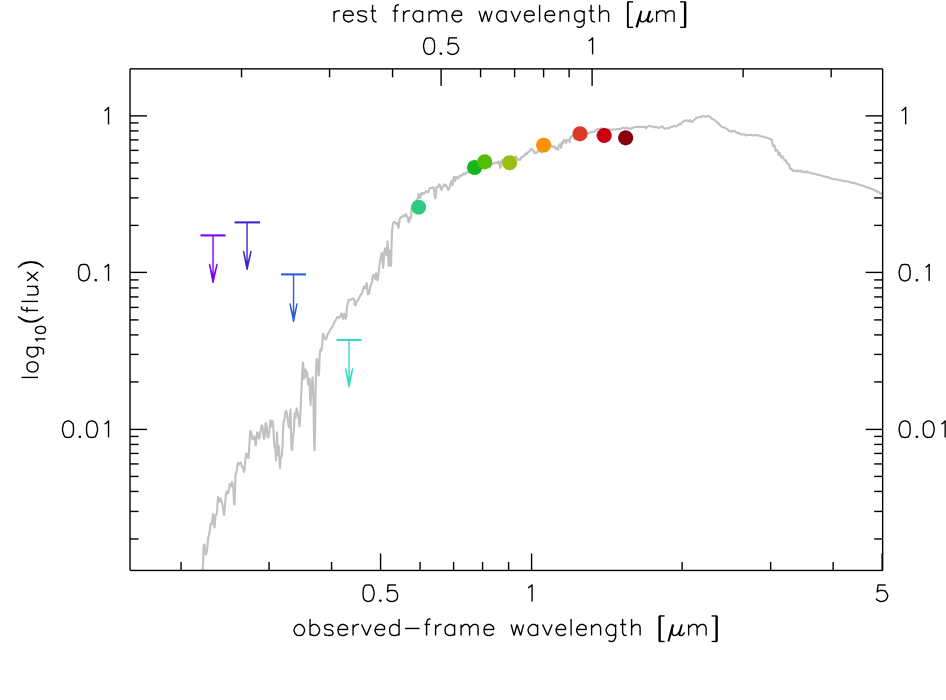 rest frame wavelength [μm]
0.5 1
1 1
0.1 0.1
0.01 0.01
log10(flux)
0.5 1 5
observed-frame wavelength [μm]